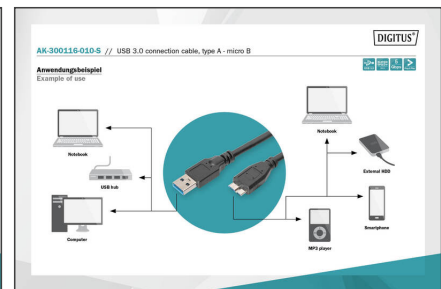 DIGITUS®
AK-300116-010-S // USB 3.0 connection cable, type A - micro B
Anwendungsbeispiel
Example of use
Notebook
USB hub
Computer
Notebook
External HDD
Smartphone
MP3 player